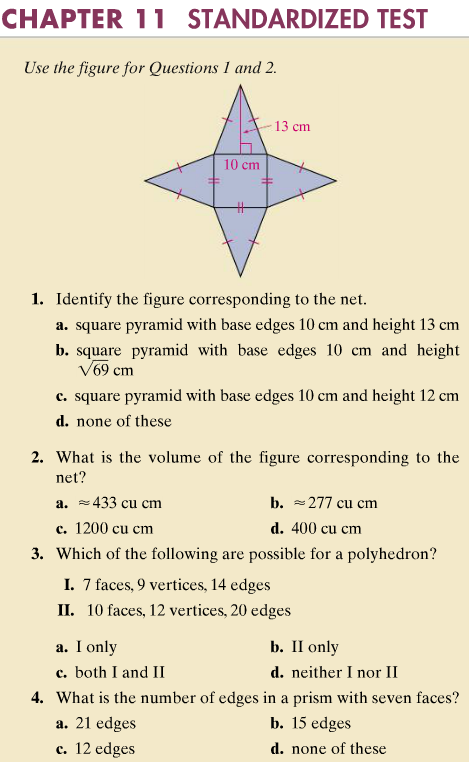 CHAPTER 11 STANDARDIZED TEST
Use the figure for Questions 1 and 2.
13 cm
10 cm
1. Identify the figure corresponding to the net.
a. square pyramid with base edges 10 cm and height 13 cm
b. square pyramid with base edges 10 cm and height
√69 cm
c. square pyramid with base edges 10 cm and height 12 cm
d. none of these
2. What is the volume of the figure corresponding to the
net?
a. ≈ 433 cu cm b. ≈ 277 cu cm
c. 1200 cu cm d. 400 cu cm
3. Which of the following are possible for a polyhedron?
I. 7 faces, 9 vertices, 14 edges
II. 10 faces, 12 vertices, 20 edges
a. I only b. II only
c. both I and II d. neither I nor II
4. What is the number of edges in a prism with seven faces?
a. 21 edges b. 15 edges
c. 12 edges d. none of these